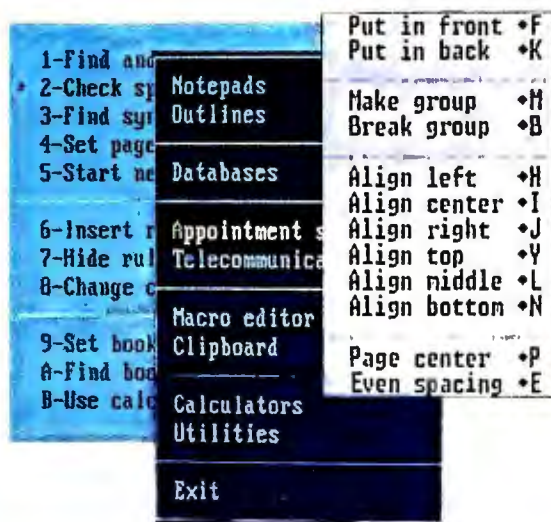 1-Find and
2-Check sp
3-Find syn
4-Set page
5-Start ne
6-Insert r
7-Hide rul
8-Change c
9-Set book
A-Find boo
B-Use calc
Notepads
Outlines
Databases
Appointment s
Telecommunica
Macro editor
Clipboard
Calculators
Utilities
Exit
Put in front ◆F
Put in back ◆K
Make group ◆M
Break group ◆B
Align left ◆H
Align center ◆I
Align right ◆J
Align top ◆Y
Align middle ◆L
Align bottom ◆N
Page center ◆P
Even spacing ◆E